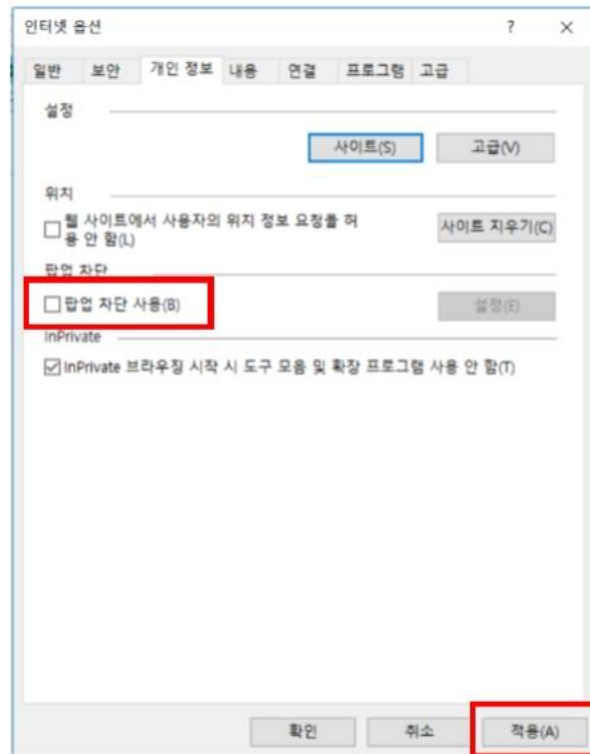 인터넷 옵션 ? ×
일반 보안 개인 정보 내용 연결 프로그램 고급
설정
사이트(S) 고급(V)
위치
웹 사이트에서 사용자의 위치 정보 요청을 허
용 안 함(L)
사이트 지우기(C)
팝업 차단
팝업 차단 사용(B) 설정(E)
InPrivate
InPrivate 브라우징 시작 시 도구 모음 및 확장 프로그램 사용 안 함(T)
확인 취소 적용(A)